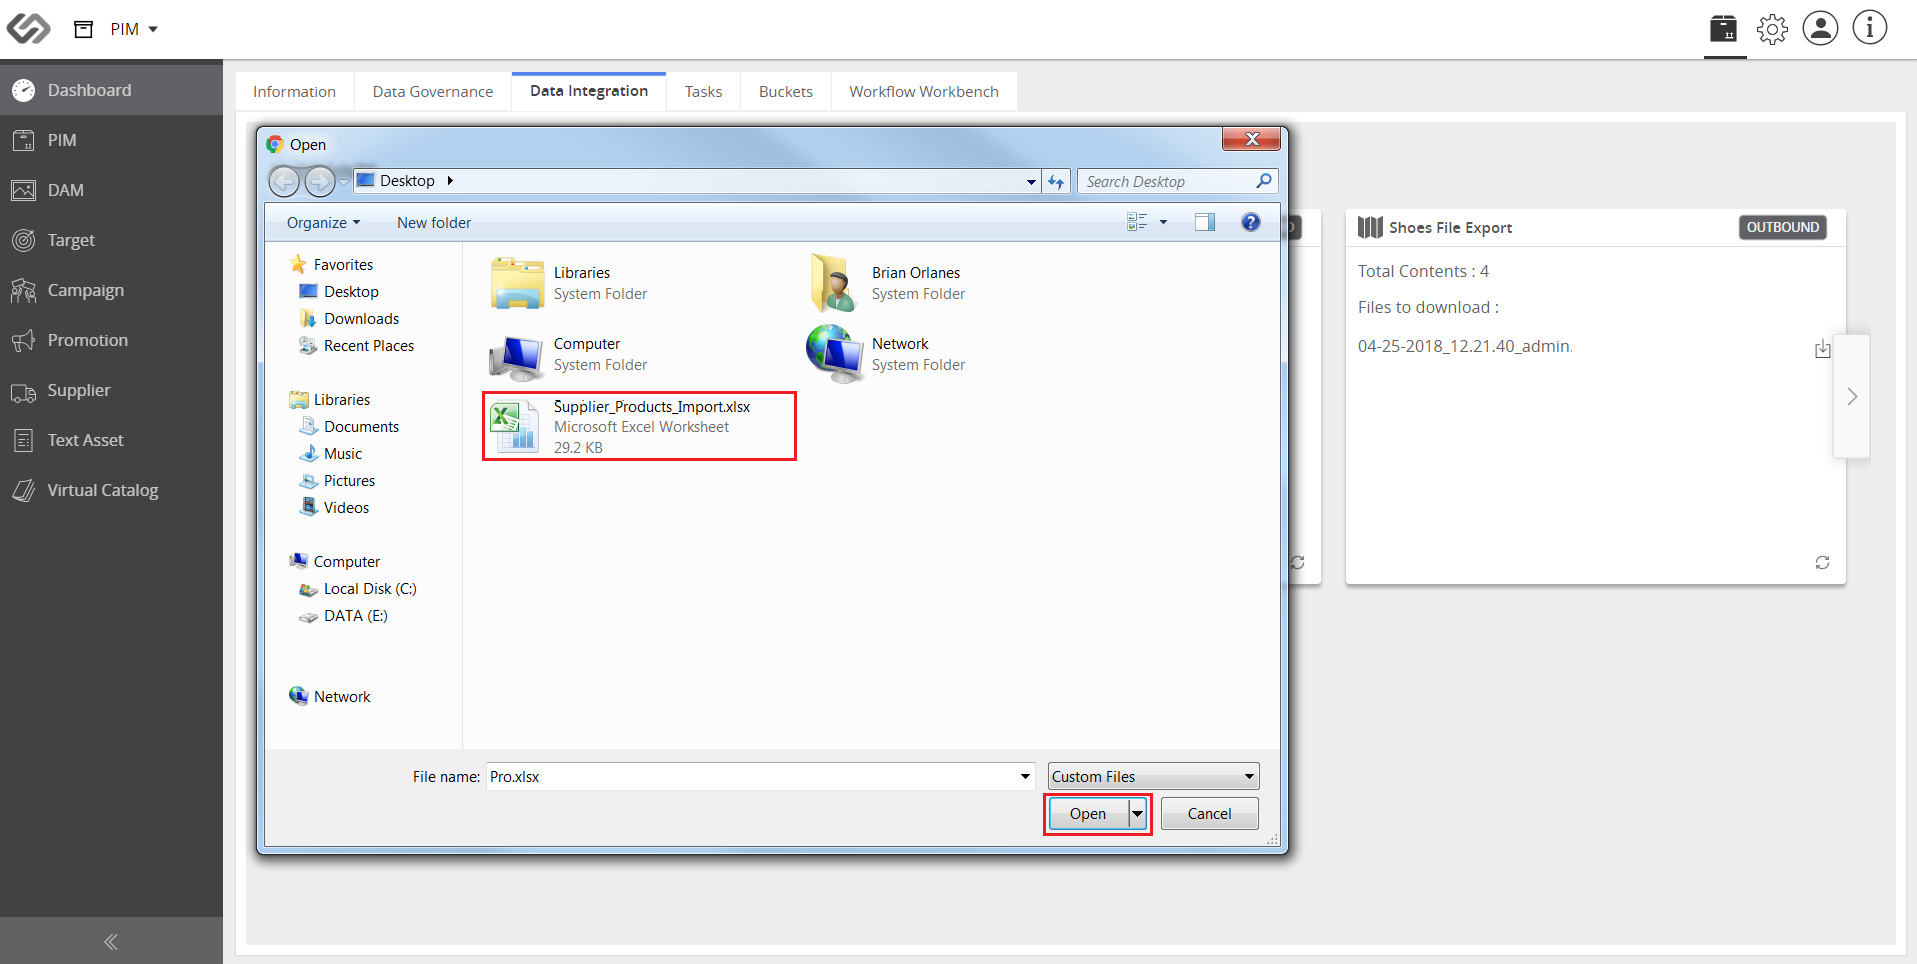 PIM
Dashboard
PIM
DAM
Target
Campaign
Promotion
Supplier
Text Asset
Virtual Catalog
Information
Data Governance
Data Integration
Tasks
Buckets
Workflow Workbench
Open
Desktop
Search Desktop
Organize
New folder
Favorites
Desktop
Downloads
Recent Places
Libraries
Documents
Music
Pictures
Videos
Computer
Local Disk (C:)
DATA (E:)
Network
Libraries
System Folder
Brian Orlanes
System Folder
Computer
System Folder
Network
System Folder
Supplier_Products_Import.xlsx
Microsoft Excel Worksheet
29.2 KB
File name:
Pro.xlsx
Custom Files
Open
Cancel
Shoes File Export
OUTBOUND
Total Contents : 4
Files to download :
04-25-2018_12.21.40_admin.